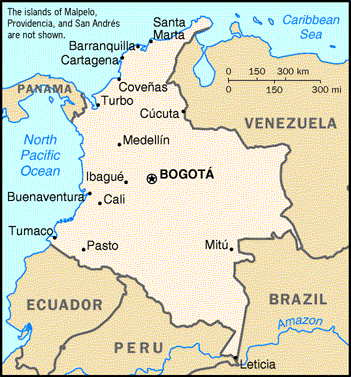 The islands of Malpelo,
Providencia, and San Andrés
are not shown.
Santa
Marta
Caribbean
Sea
Barranquilla
Cartagena
0 150 300 km
0 150 300 mi
PANAMA
Coveñas
Turbo
Cúcuta
VENEZUELA
North
Pacific
Ocean
Medellín
Ibagué
BOGOTÁ
Buenaventura
Cali
Tumaco
Pasto
Mitú
ECUADOR
BRAZIL
Amazon
PERU
Leticia